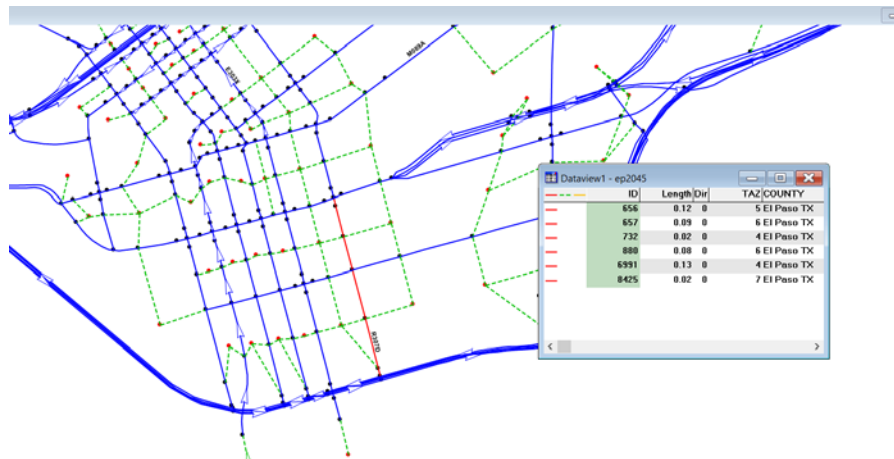 M089A
Dataview1 - ep2045
ID Length Dir TAZ COUNTY
656 0.12 0 5 El Paso TX
657 0.09 0 6 El Paso TX
732 0.02 0 4 El Paso TX
880 0.08 0 6 El Paso TX
6991 0.13 0 4 El Paso TX
8425 0.02 0 7 El Paso TX